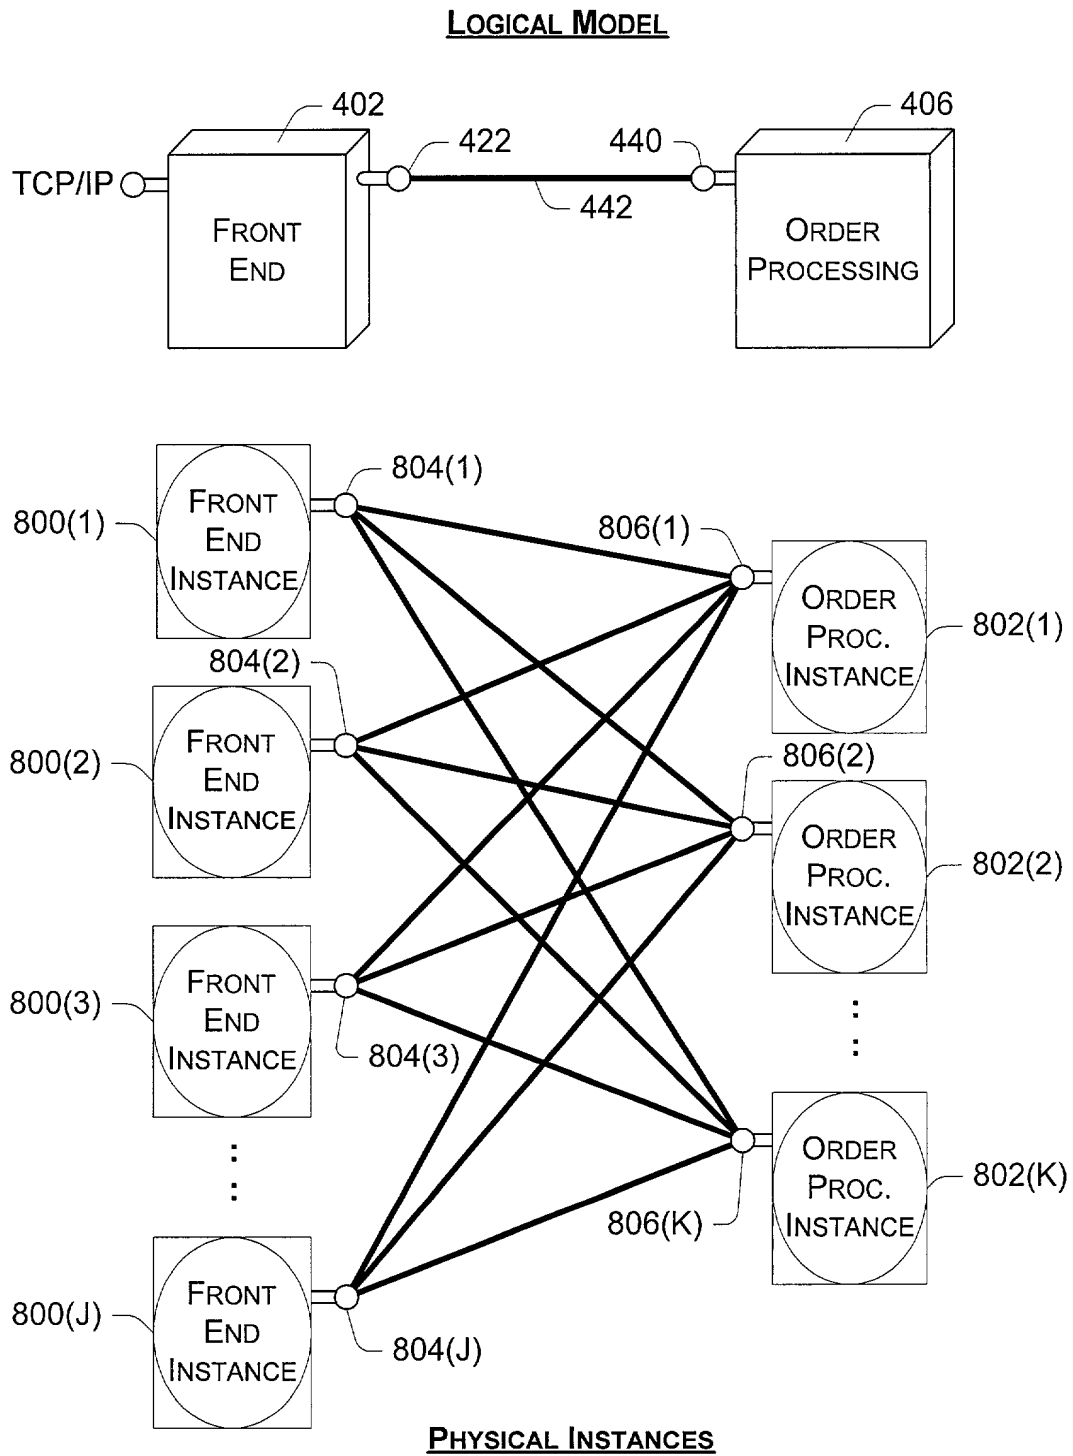 LOGICAL MODEL
402
406
TCP/IP
422
440
442
FRONT
END
ORDER
PROCESSING
800(1)
FRONT
END
INSTANCE
804(1)
806(1)
ORDER
PROC.
INSTANCE
802(1)
804(2)
800(2)
FRONT
END
INSTANCE
806(2)
ORDER
PROC.
INSTANCE
802(2)
800(3)
FRONT
END
INSTANCE
804(3)
ORDER
PROC.
INSTANCE
802(K)
806(K)
800(J)
FRONT
END
INSTANCE
804(J)
PHYSICAL INSTANCES